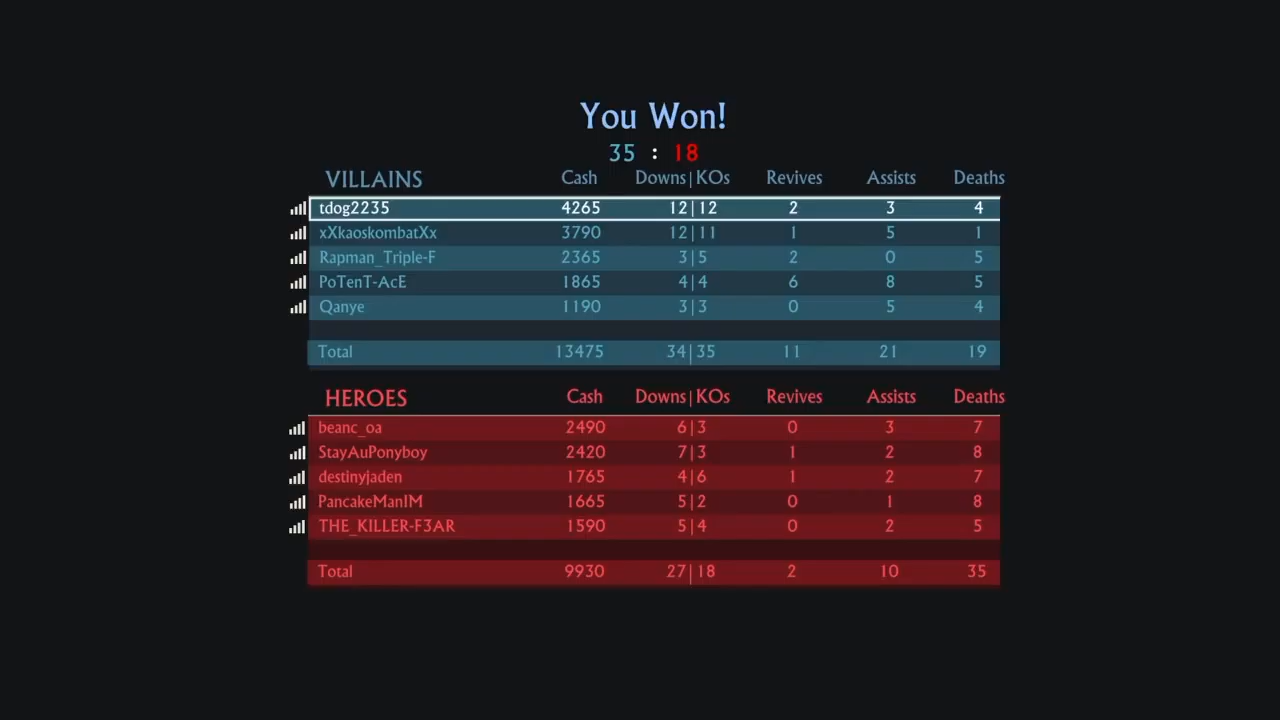 You Won!
35 : 18
VILLAINS Cash Downs|KOs Revives Assists Deaths
tdog2235 4265 12|12 2 3 4
xXkaoskombatXx 3790 12|11 1 5 1
Rapman_Triple-F 2365 3|5 2 0 5
PoTenT-AcE 1865 4|4 6 8 5
Qanye 1190 3|3 0 5 4
Total 13475 34|35 11 21 19
HEROES Cash Downs|KOs Revives Assists Deaths
beanc_oa 2490 6|3 0 3 7
StayAuPonyboy 2420 7|3 1 2 8
destinyjaden 1765 4|6 1 2 7
PancakeManIM 1665 5|2 0 1 8
THE_KILLER-F3AR 1590 5|4 0 2 5
Total 9930 27|18 2 10 35